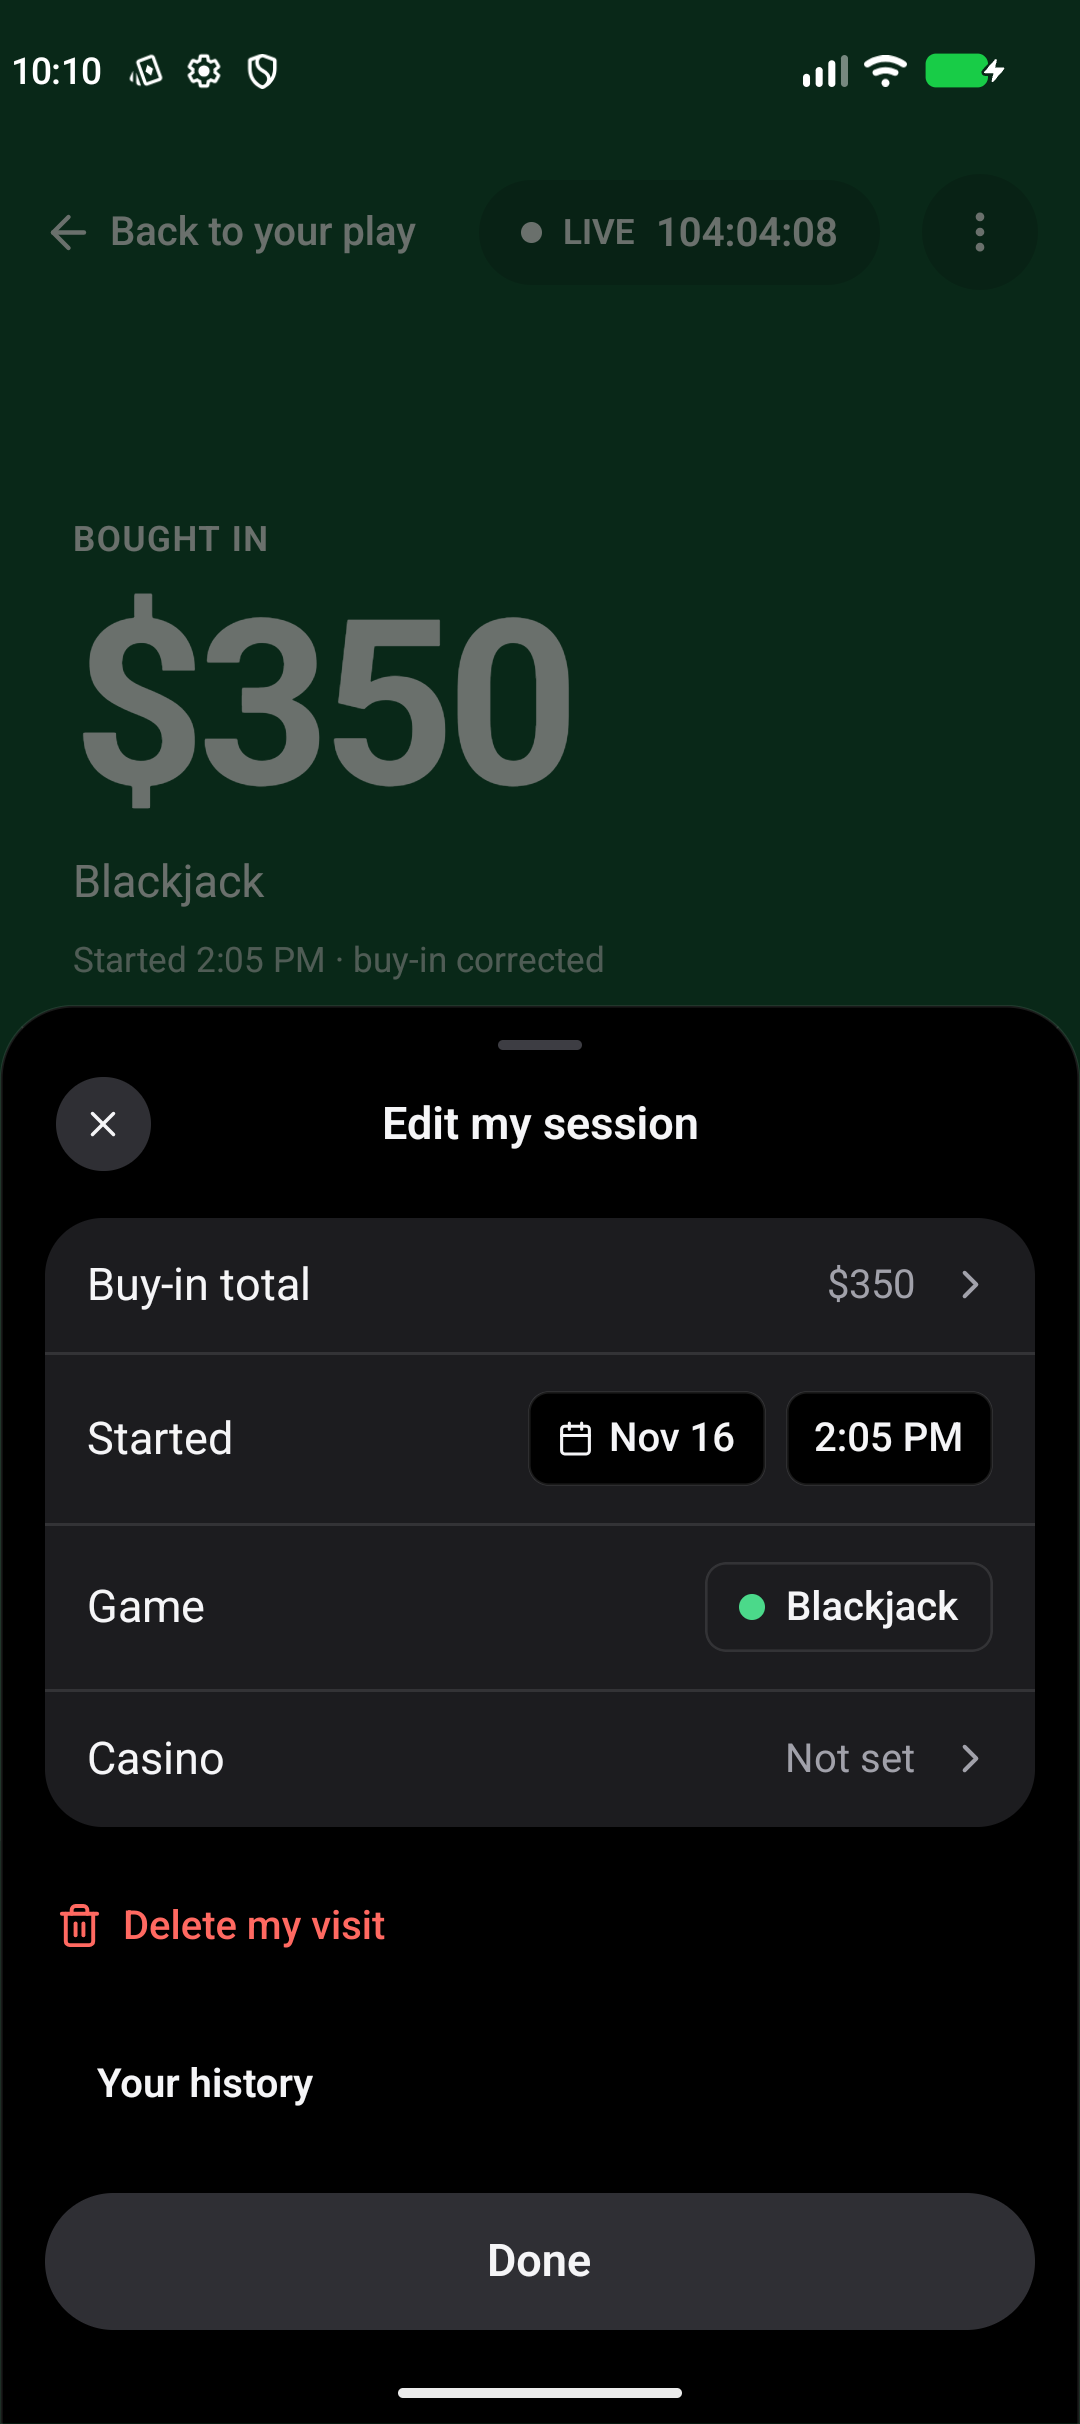 10:10
Back to your play
LIVE 104:04:08
BOUGHT IN
$350
Blackjack
Started 2:05 PM · buy-in corrected
Edit my session
Buy-in total $350
Started Nov 16 2:05 PM
Game Blackjack
Casino Not set
Delete my visit
Your history
Done